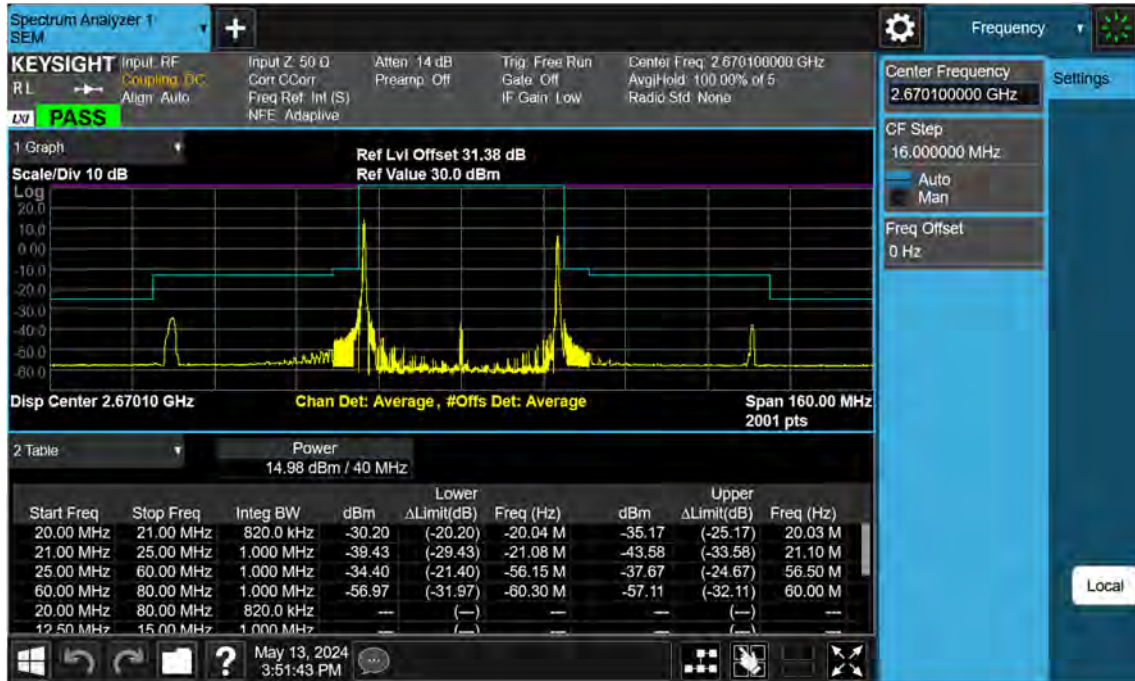 Spectrum Analyzer 1
SEM
Frequency
KEYSIGHT Input: RF Input Z: 50 Ω Atten: 14 dB Trig: Free Run Center Freq: 2.670100000 GHz
RL Coupling: DC Corr CCorr Preamp: Off Gate: Off Avg|Hold: 100.00% of 5
Align: Auto Freq Ref: Int (S) IF Gain: Low Radio Std: None
LXI PASS NFE: Adaptive
Center Frequency
2.670100000 GHz
Settings
CF Step
16.000000 MHz
Auto
Man
Freq Offset
0 Hz
1 Graph
Ref Lvl Offset 31.38 dB
Scale/Div 10 dB Ref Value 30.0 dBm
Log
20.0
10.0
0.00
-10.0
-20.0
-30.0
-40.0
-50.0
-60.0
Disp Center 2.67010 GHz Chan Det: Average, #Offs Det: Average Span 160.00 MHz
2001 pts
2 Table Power
14.98 dBm / 40 MHz
Lower Upper
Start Freq Stop Freq Integ BW dBm ΔLimit(dB) Freq (Hz) dBm ΔLimit(dB) Freq (Hz)
20.00 MHz 21.00 MHz 820.0 kHz -30.20 (-20.20) -20.04 M -35.17 (-25.17) 20.03 M
21.00 MHz 25.00 MHz 1.000 MHz -39.43 (-29.43) -21.08 M -43.58 (-33.58) 21.10 M
25.00 MHz 60.00 MHz 1.000 MHz -34.40 (-21.40) -56.15 M -37.67 (-24.67) 56.50 M
60.00 MHz 80.00 MHz 1.000 MHz -56.97 (-31.97) -60.30 M -57.11 (-32.11) 60.00 M
20.00 MHz 80.00 MHz 820.0 kHz --- (---) --- --- (---) ---
12.50 MHz 15.00 MHz 1.000 MHz --- (---) --- --- (---) ---
Local
May 13, 2024
3:51:43 PM